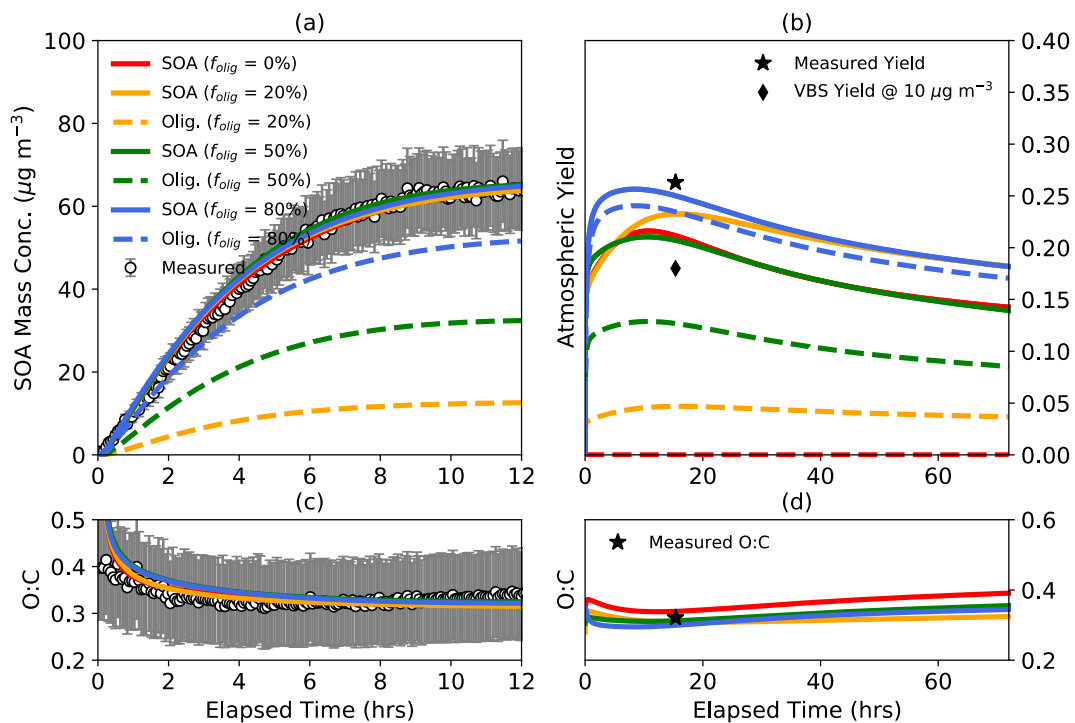 (a)
SOA Mass Conc. (μg m⁻³)
100
80
60
40
20
0
SOA (f_olig = 0%)
SOA (f_olig = 20%)
Olig. (f_olig = 20%)
SOA (f_olig = 50%)
Olig. (f_olig = 50%)
SOA (f_olig = 80%)
Olig. (f_olig = 80%)
Measured
0 2 4 6 8 10 12
(b)
Measured Yield
VBS Yield @ 10 μg m⁻³
Atmospheric Yield
0.40
0.35
0.30
0.25
0.20
0.15
0.10
0.05
0.00
0 20 40 60
(c)
O:C
0.5
0.4
0.3
0.2
0 2 4 6 8 10 12
Elapsed Time (hrs)
(d)
Measured O:C
O:C
0.6
0.4
0.2
0 20 40 60
Elapsed Time (hrs)